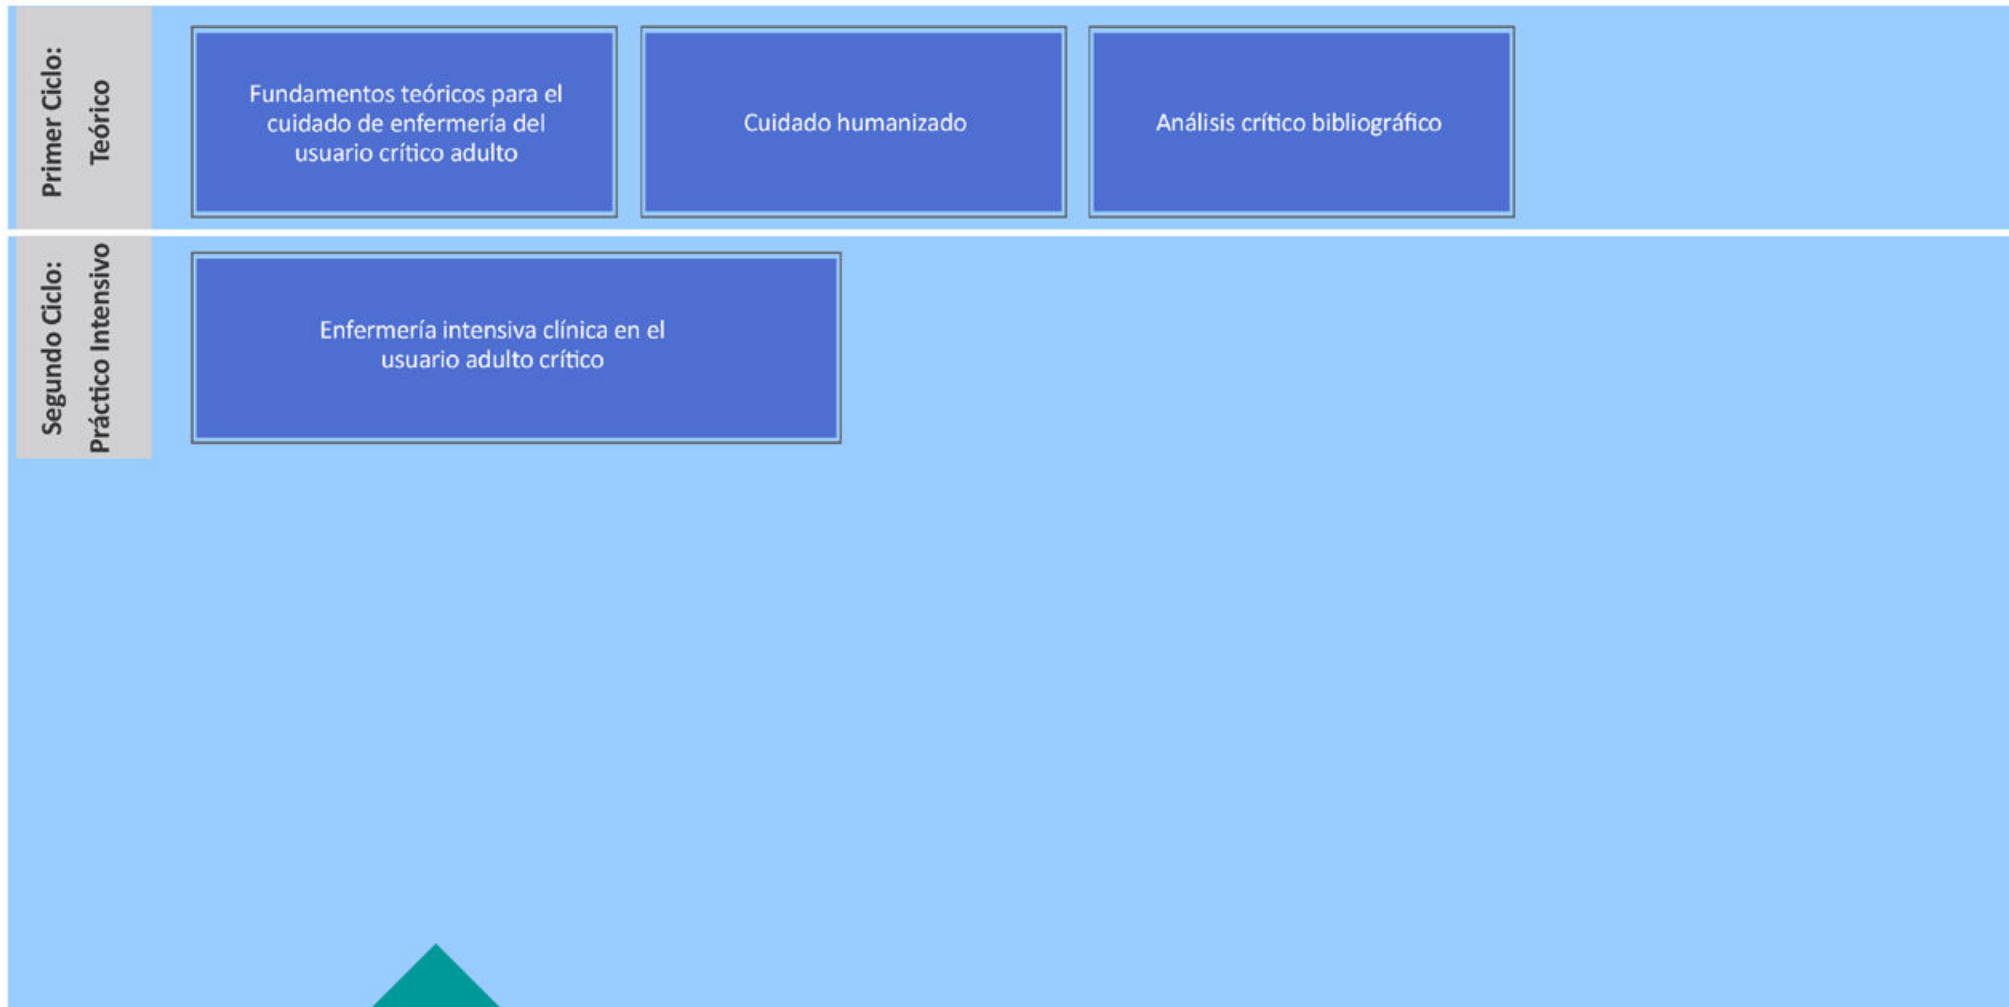 Primer Ciclo:
Teórico
Fundamentos teóricos para el
cuidado de enfermería del
usuario crítico adulto
Cuidado humanizado
Análisis crítico bibliográfico
Segundo Ciclo:
Práctico Intensivo
Enfermería intensiva clínica en el
usuario adulto crítico